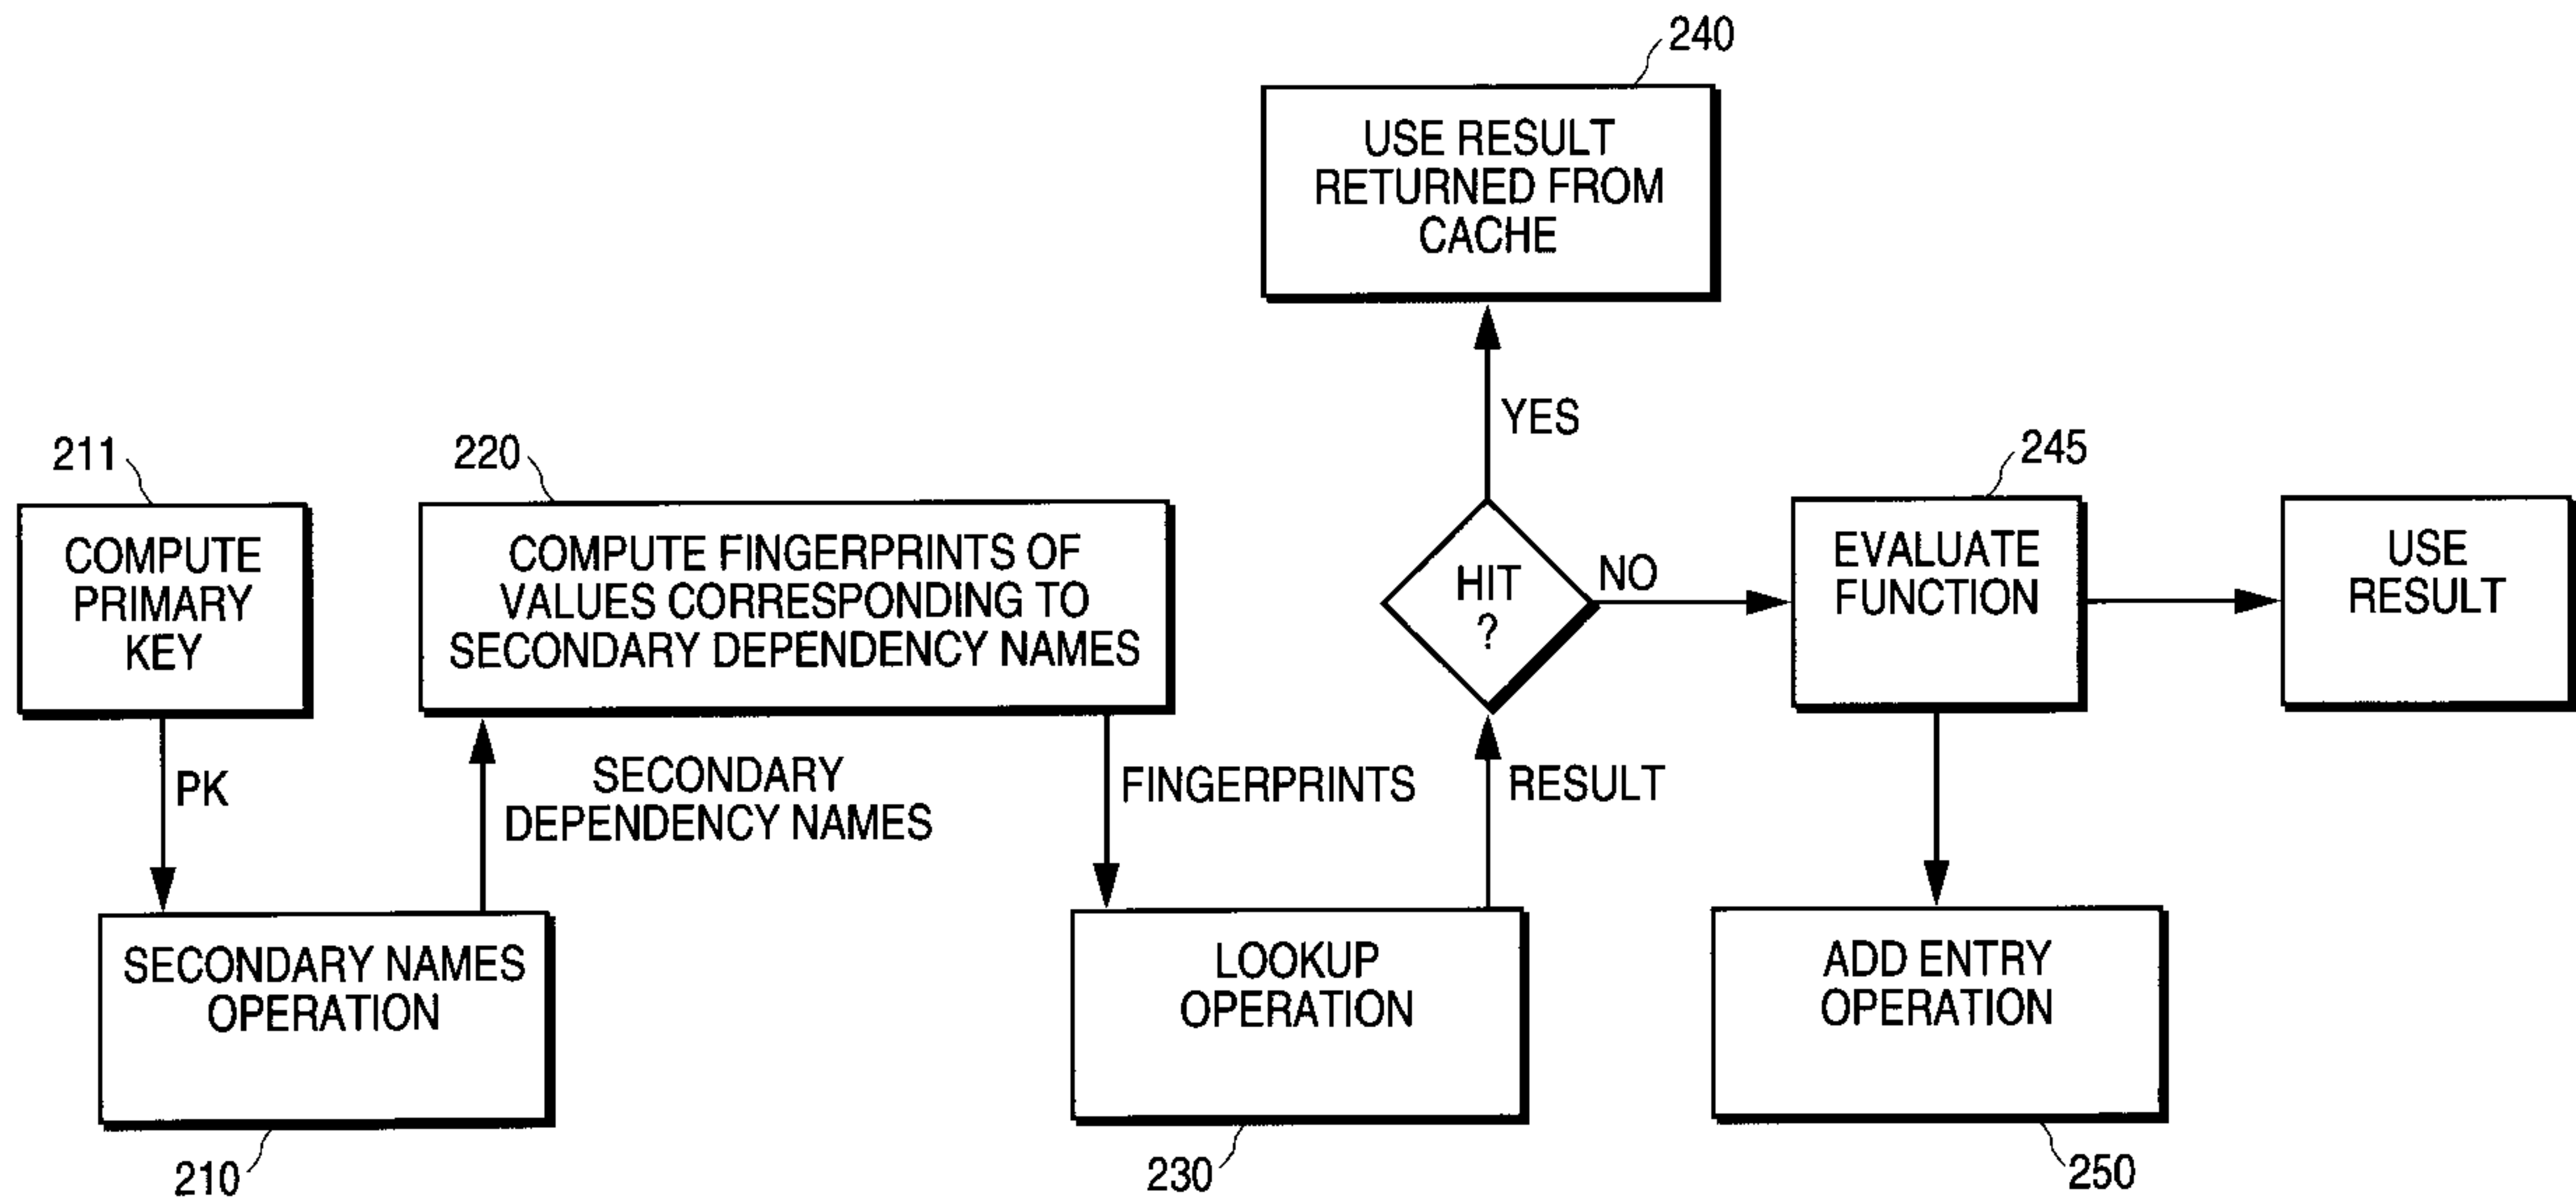 240
USE RESULT
RETURNED FROM
CACHE
YES
211
220
245
COMPUTE
PRIMARY
KEY
COMPUTE FINGERPRINTS OF
VALUES CORRESPONDING TO
SECONDARY DEPENDENCY NAMES
HIT
?
NO
EVALUATE
FUNCTION
USE
RESULT
PK
SECONDARY
DEPENDENCY NAMES
FINGERPRINTS
RESULT
SECONDARY NAMES
OPERATION
LOOKUP
OPERATION
ADD ENTRY
OPERATION
210
230
250